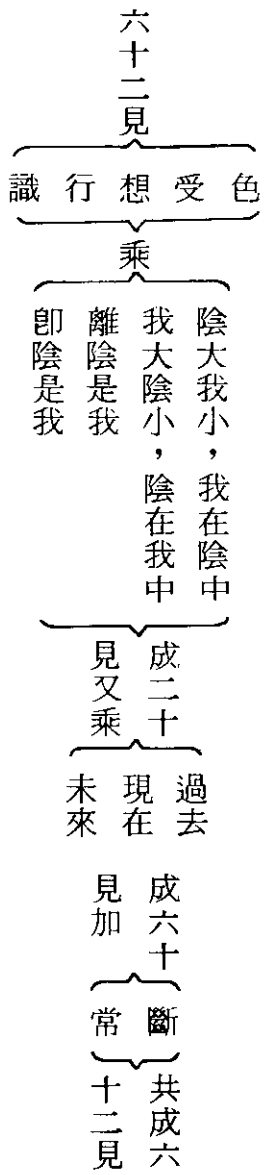 六十二見
色
受
想
行
識
乘
陰大我小，我在陰中
我大陰小，陰在我中
離陰是我
卽陰是我
成二十
見又乘
過去
現在
未來
成六十
見加
斷
常
共成六
十二見